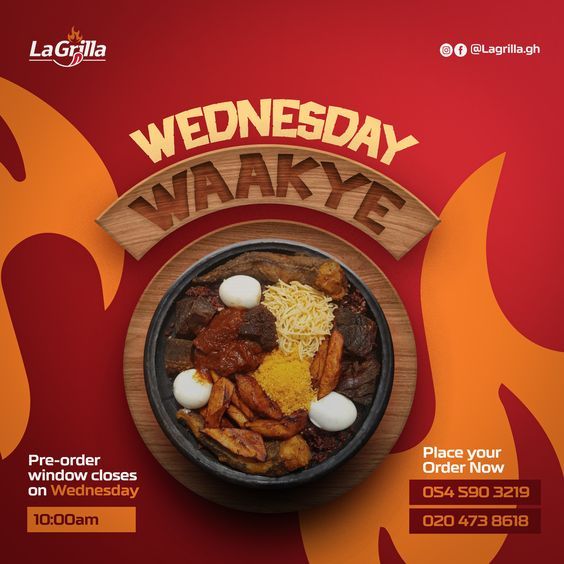 LaGrilla
@Lagrilla.gh
WEDNESDAY
WAAKYE
Pre-order
window closes
on Wednesday
10:00am
Place your
Order Now
054 590 3219
020 473 8618